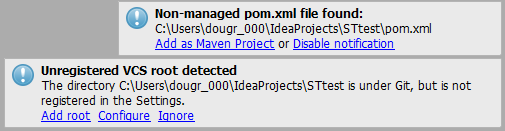 Non-managed pom.xml file found:
C:\Users\dougr_000\IdeaProjects\STtest\pom.xml
Add as Maven Project or Disable notification
Unregistered VCS root detected
The directory C:\Users\dougr_000\IdeaProjects\STtest is under Git, but is not
registered in the Settings.
Add root Configure Ignore